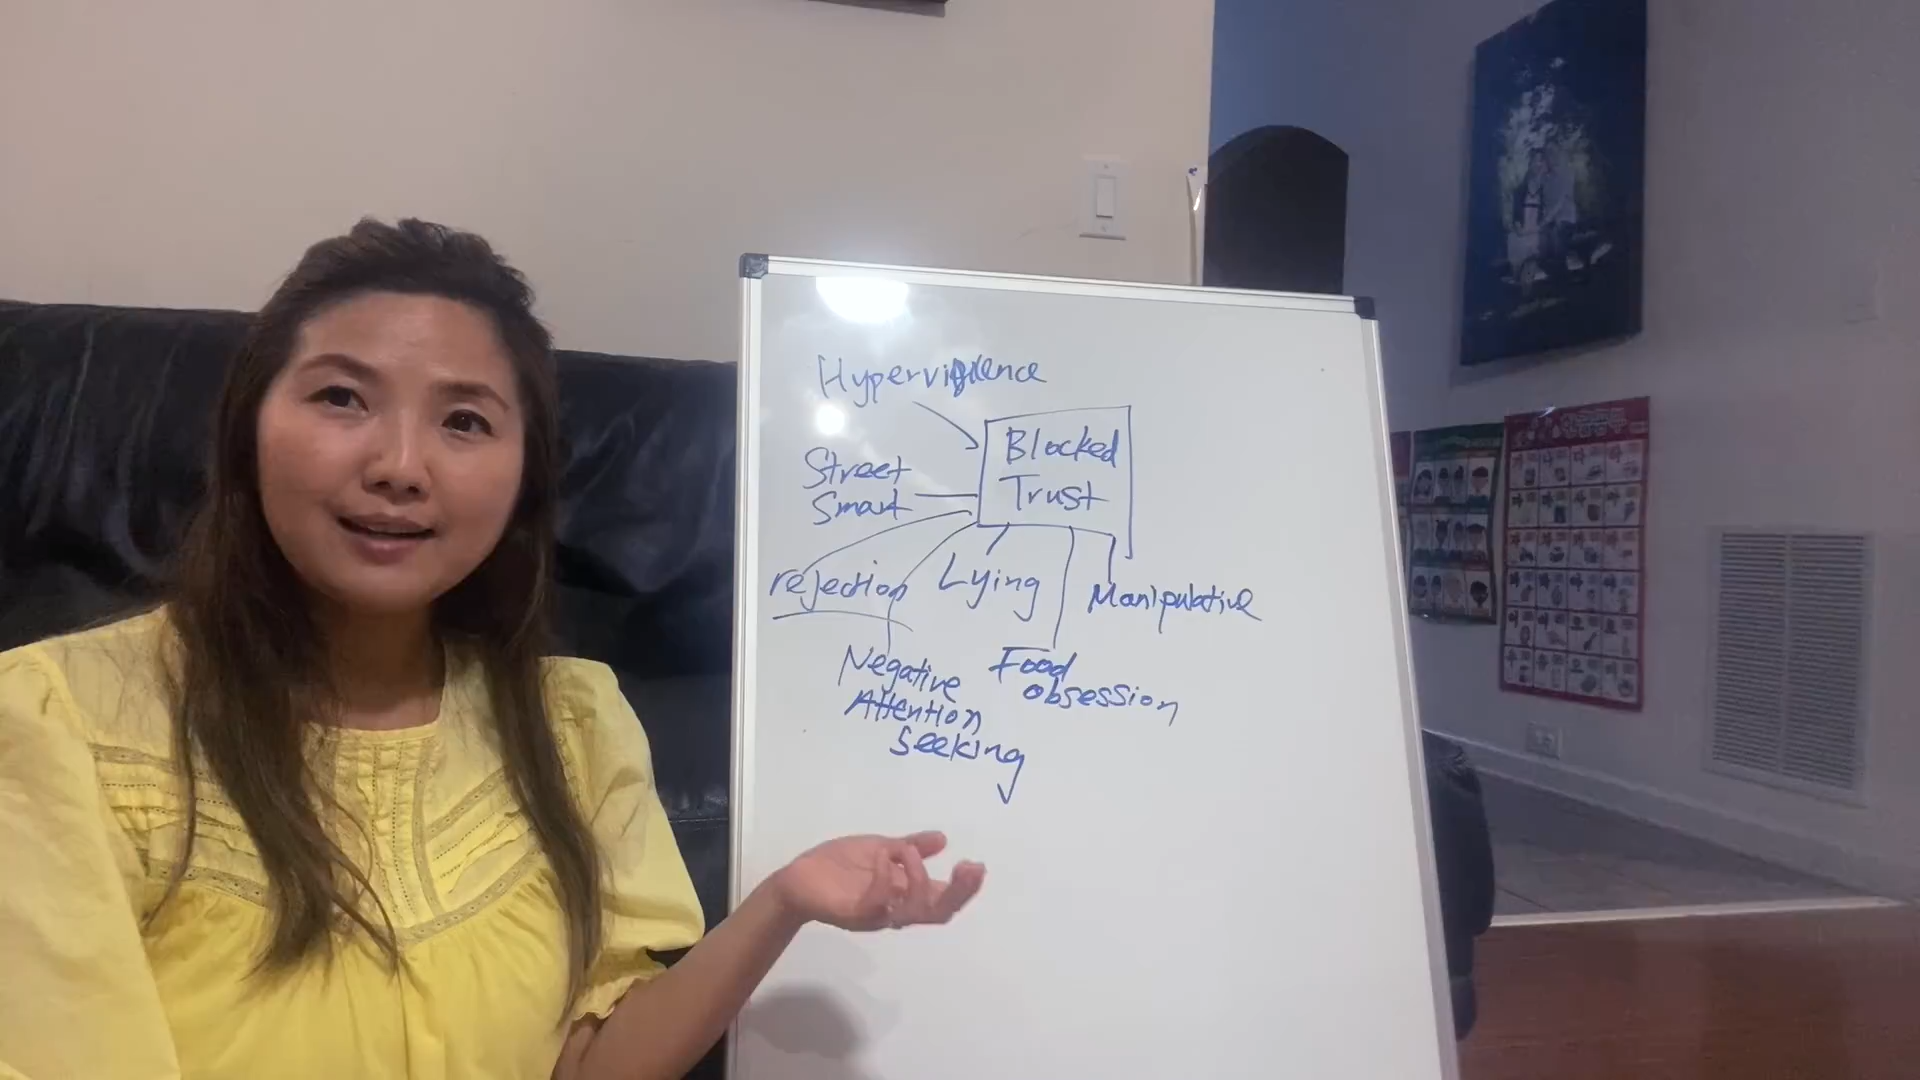 Hypervigilence
Blocked
Trust
Street
Smart
rejection
Lying
Manipulative
Negative
Attention
Seeking
Food
obsession